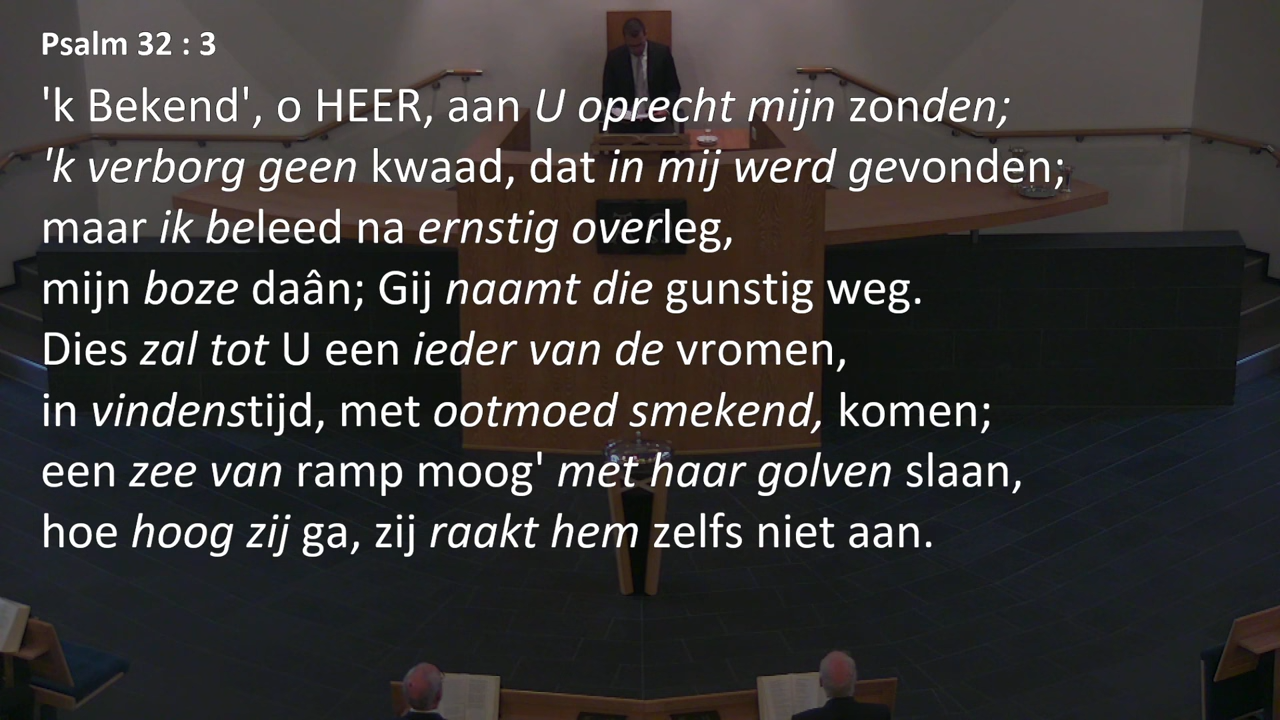 Psalm 32 : 3
'k Bekend', o HEER, aan U oprecht mijn zonden;
'k verborg geen kwaad, dat in mij werd gevonden;
maar ik beleed na ernstig overleg,
mijn boze daân; Gij naamt die gunstig weg.
Dies zal tot U een ieder van de vromen,
in vindenstijd, met ootmoed smekend, komen;
een zee van ramp moog' met haar golven slaan,
hoe hoog zij ga, zij raakt hem zelfs niet aan.